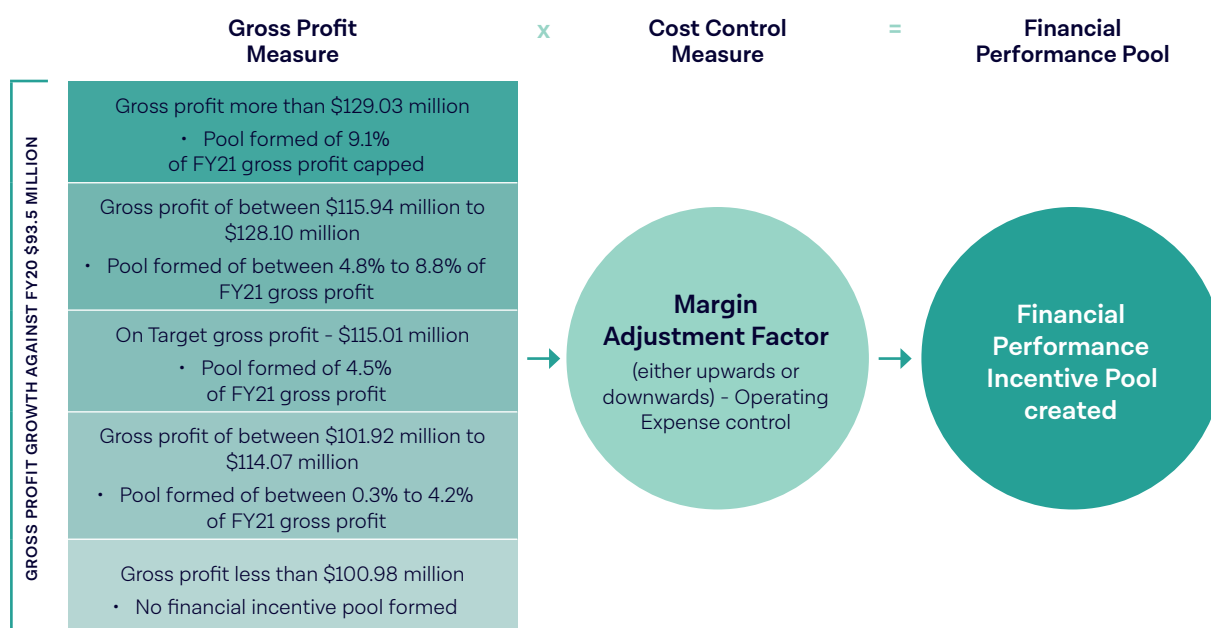 Gross Profit
Measure
x
Cost Control
Measure
=
Financial
Performance Pool
GROSS PROFIT GROWTH AGAINST FY20 $93.5 MILLION
Gross profit more than $129.03 million
• Pool formed of 9.1%
of FY21 gross profit capped
Gross profit of between $115.94 million to
$128.10 million
• Pool formed of between 4.8% to 8.8% of
FY21 gross profit
On Target gross profit - $115.01 million
• Pool formed of 4.5%
of FY21 gross profit
Gross profit of between $101.92 million to
$114.07 million
• Pool formed of between 0.3% to 4.2%
of FY21 gross profit
Gross profit less than $100.98 million
• No financial incentive pool formed
Margin
Adjustment Factor
(either upwards or
downwards) - Operating
Expense control
Financial
Performance
Incentive Pool
created